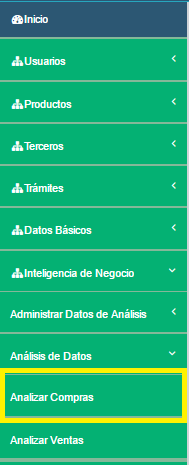 Inicio
Usuarios
Productos
Terceros
Trámites
Datos Básicos
Inteligencia de Negocio
Administrar Datos de Análisis
Análisis de Datos
Analizar Compras
Analizar Ventas